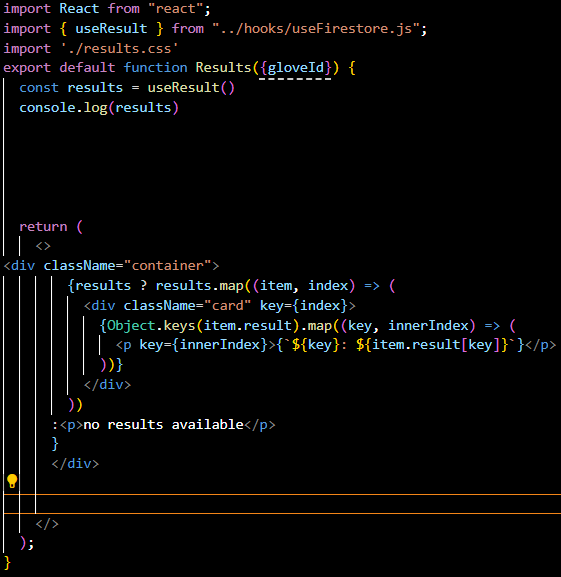 import React from "react";
import { useResult } from "../hooks/useFirestore.js";
import './results.css'
export default function Results({gloveId}) {
const results = useResult()
console.log(results)
return (
<>
<div className="container">
{results ? results.map((item, index) => (
<div className="card" key={index}>
{Object.keys(item.result).map((key, innerIndex) => (
<p key={innerIndex}>{`${key}: ${item.result[key]}`}</p>
))}
</div>
))
:<p>no results available</p>
}
</div>
</>
);
}